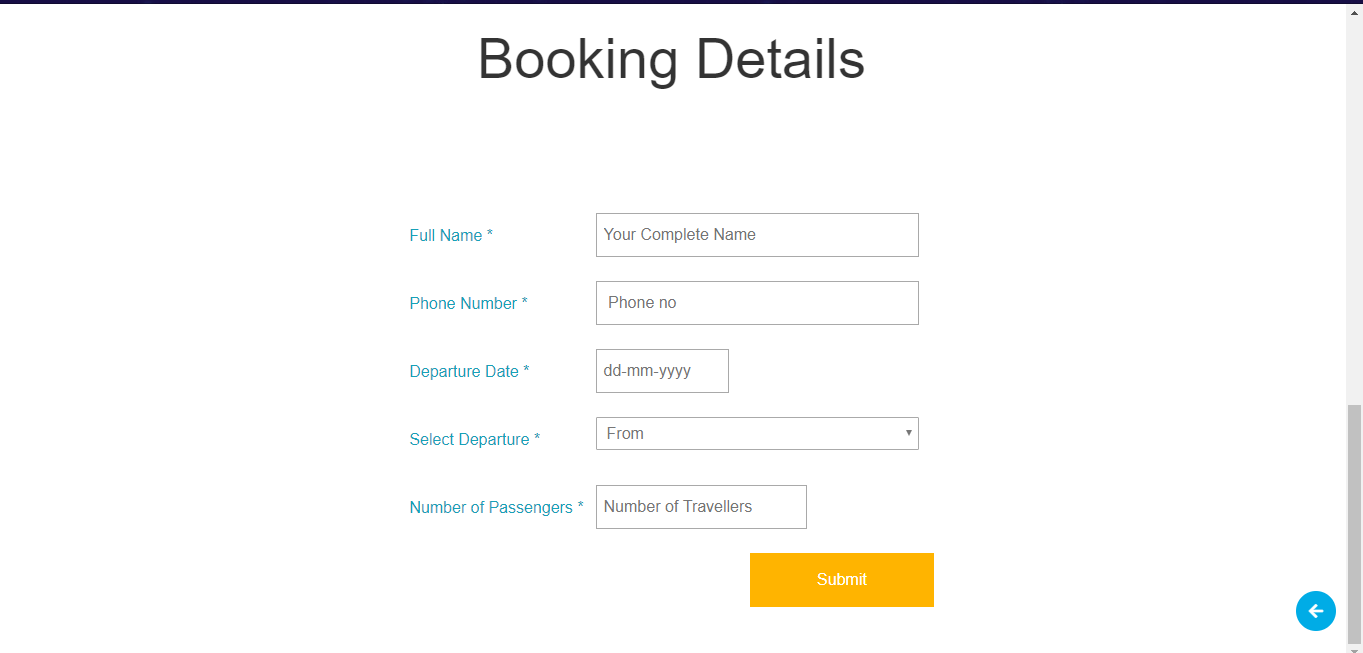 Booking Details
Full Name *
Your Complete Name
Phone Number *
Phone no
Departure Date *
dd-mm-yyyy
Select Departure *
From
Number of Passengers *
Number of Travellers
Submit